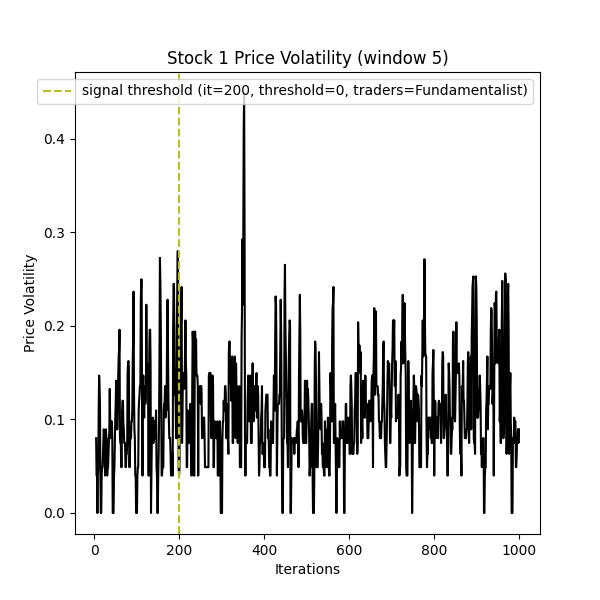 Stock 1 Price Volatility (window 5)
signal threshold (it=200, threshold=0, traders=Fundamentalist)
Price Volatility
0.4
0.3
0.2
0.1
0.0
0 200 400 600 800 1000
Iterations